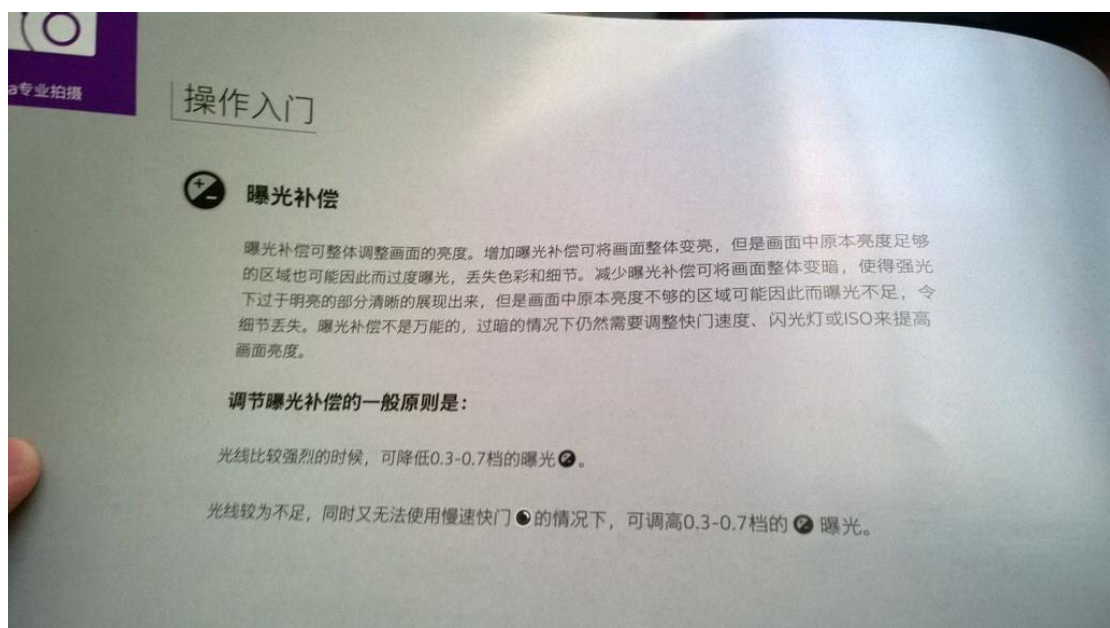 a专业拍摄
操作入门
曝光补偿
曝光补偿可整体调整画面的亮度。增加曝光补偿可将画面整体变亮，但是画面中原本亮度足够
的区域也可能因此而过度曝光，丢失色彩和细节。减少曝光补偿可将画面整体变暗，使得强光
下过于明亮的部分清晰的展现出来，但是画面中原本亮度不够的区域可能因此而曝光不足，令
细节丢失。曝光补偿不是万能的，过暗的情况下仍然需要调整快门速度、闪光灯或ISO来提高
画面亮度。
调节曝光补偿的一般原则是：
光线比较强烈的时候，可降低0.3-0.7档的曝光。
光线较为不足，同时又无法使用慢速快门的情况下，可调高0.3-0.7档的 曝光。